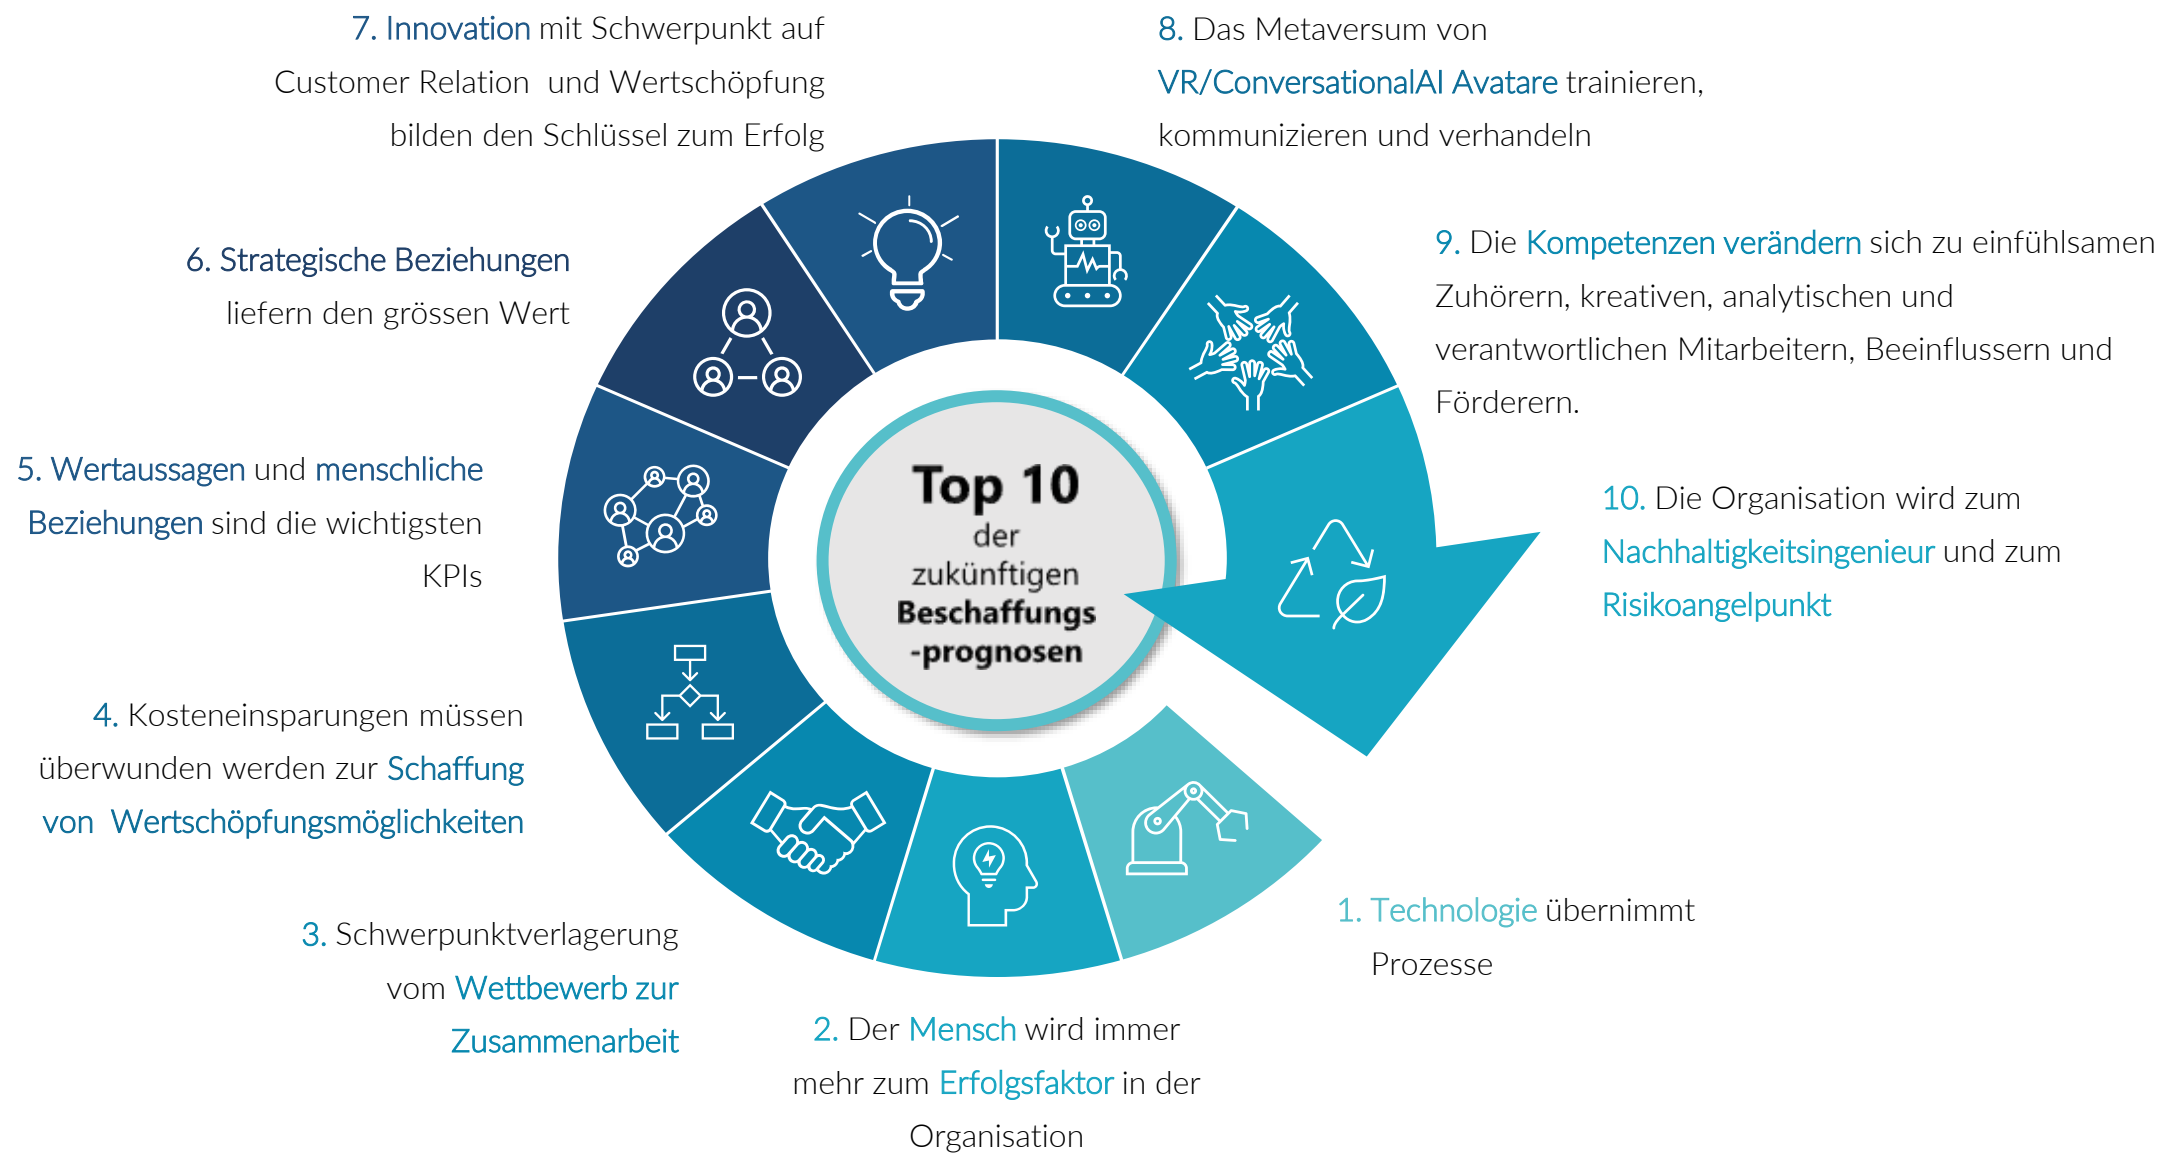 7. Innovation mit Schwerpunkt auf
Customer Relation und Wertschöpfung
bilden den Schlüssel zum Erfolg
8. Das Metaversum von
VR/ConversationalAI Avatare trainieren,
kommunizieren und verhandeln
6. Strategische Beziehungen
liefern den grössen Wert
9. Die Kompetenzen verändern sich zu einfühlsamen
Zuhörern, kreativen, analytischen und
verantwortlichen Mitarbeitern, Beeinflussern und
Förderern.
5. Wertaussagen und menschliche
Beziehungen sind die wichtigsten
KPIs
Top 10
der
zukünftigen
Beschaffungs
-prognosen
10. Die Organisation wird zum
Nachhaltigkeitsingenieur und zum
Risikoangelpunkt
4. Kosteneinsparungen müssen
überwunden werden zur Schaffung
von Wertschöpfungsmöglichkeiten
3. Schwerpunktverlagerung
vom Wettbewerb zur
Zusammenarbeit
1. Technologie übernimmt
Prozesse
2. Der Mensch wird immer
mehr zum Erfolgsfaktor in der
Organisation